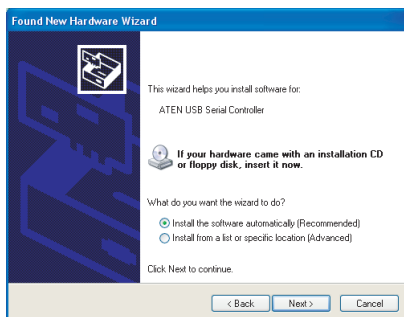 Found New Hardware Wizard
This wizard helps you install software for:
ATEN USB Serial Controller
If your hardware came with an installation CD
or floppy disk, insert it now.
What do you want the wizard to do?
Install the software automatically (Recommended)
Install from a list or specific location (Advanced)
Click Next to continue.
< Back
Next >
Cancel